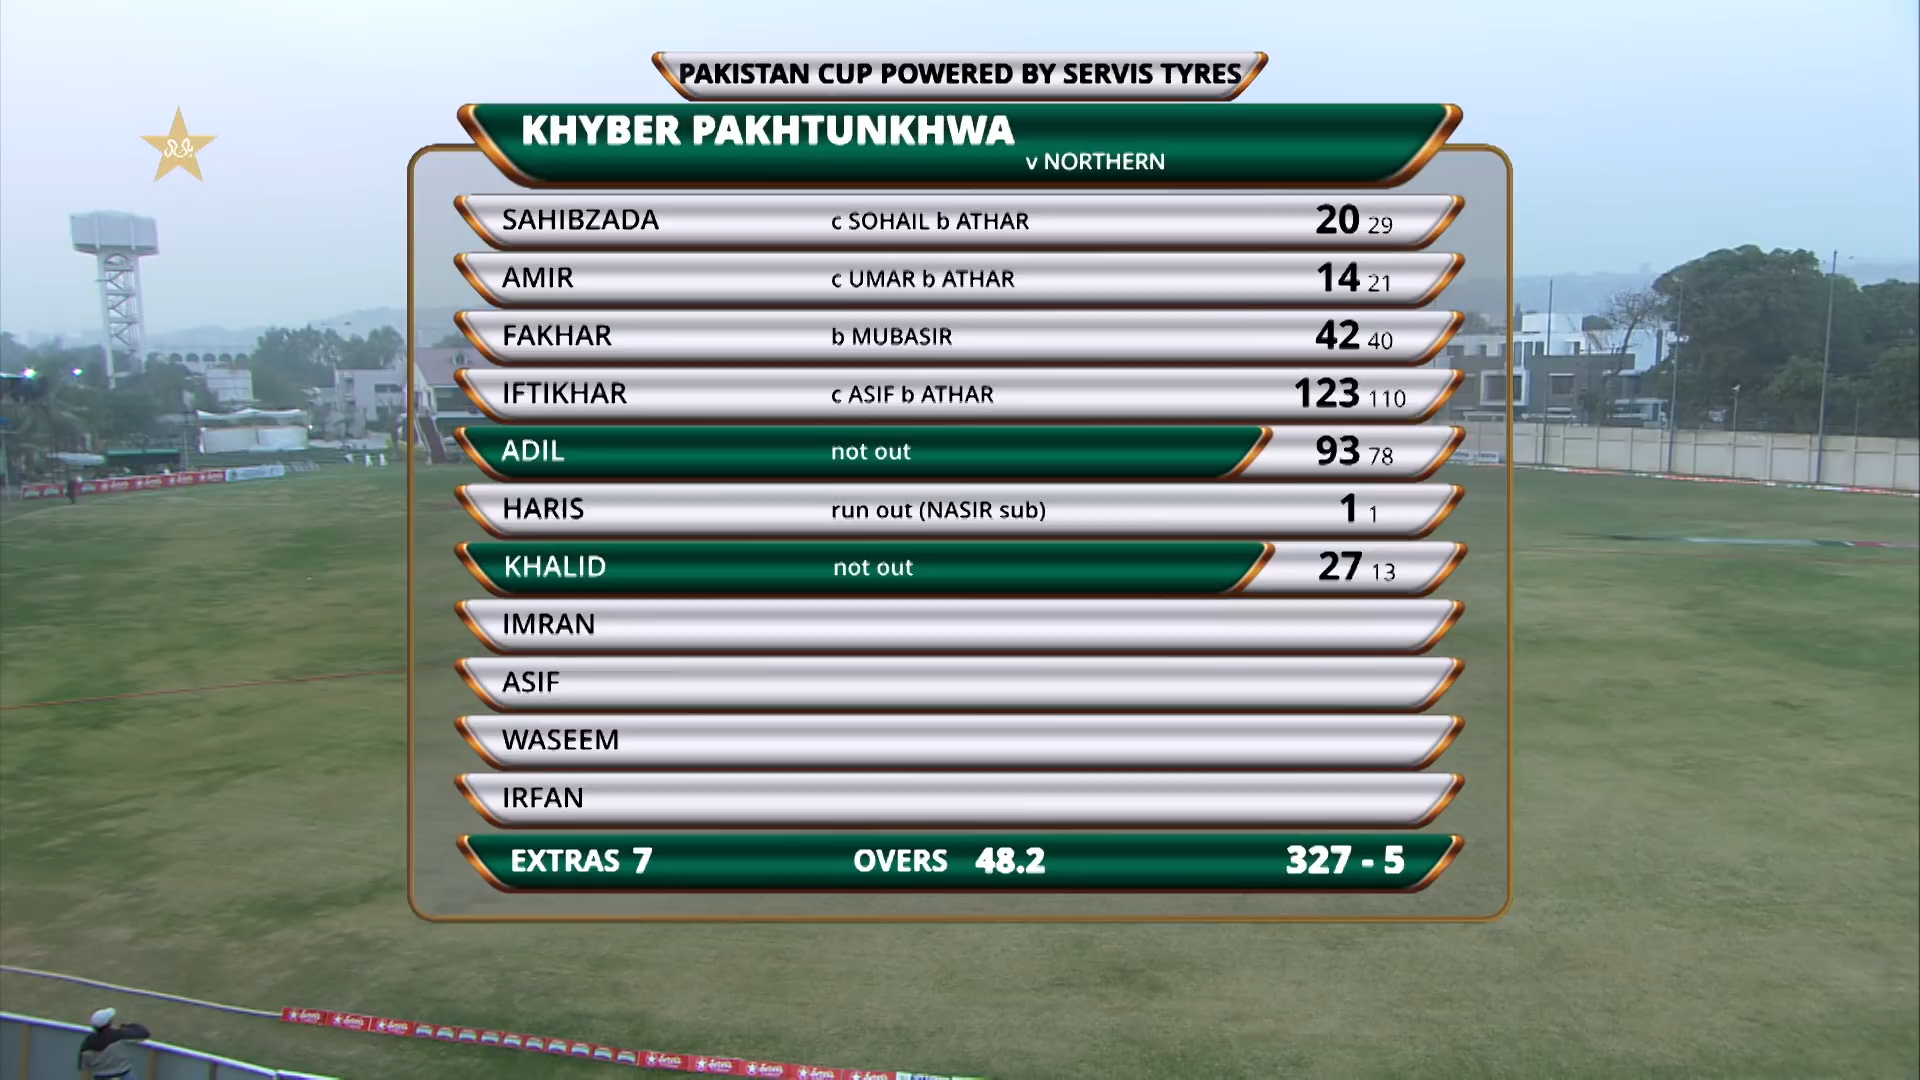 PAKISTAN CUP POWERED BY SERVIS TYRES
KHYBER PAKHTUNKHWA
v NORTHERN
SAHIBZADA c SOHAIL b ATHAR 20 29
AMIR c UMAR b ATHAR 14 21
FAKHAR b MUBASIR 42 40
IFTIKHAR c ASIF b ATHAR 123 110
ADIL not out 93 78
HARIS run out (NASIR sub) 1 1
KHALID not out 27 13
IMRAN
ASIF
WASEEM
IRFAN
EXTRAS 7 OVERS 48.2 327 - 5